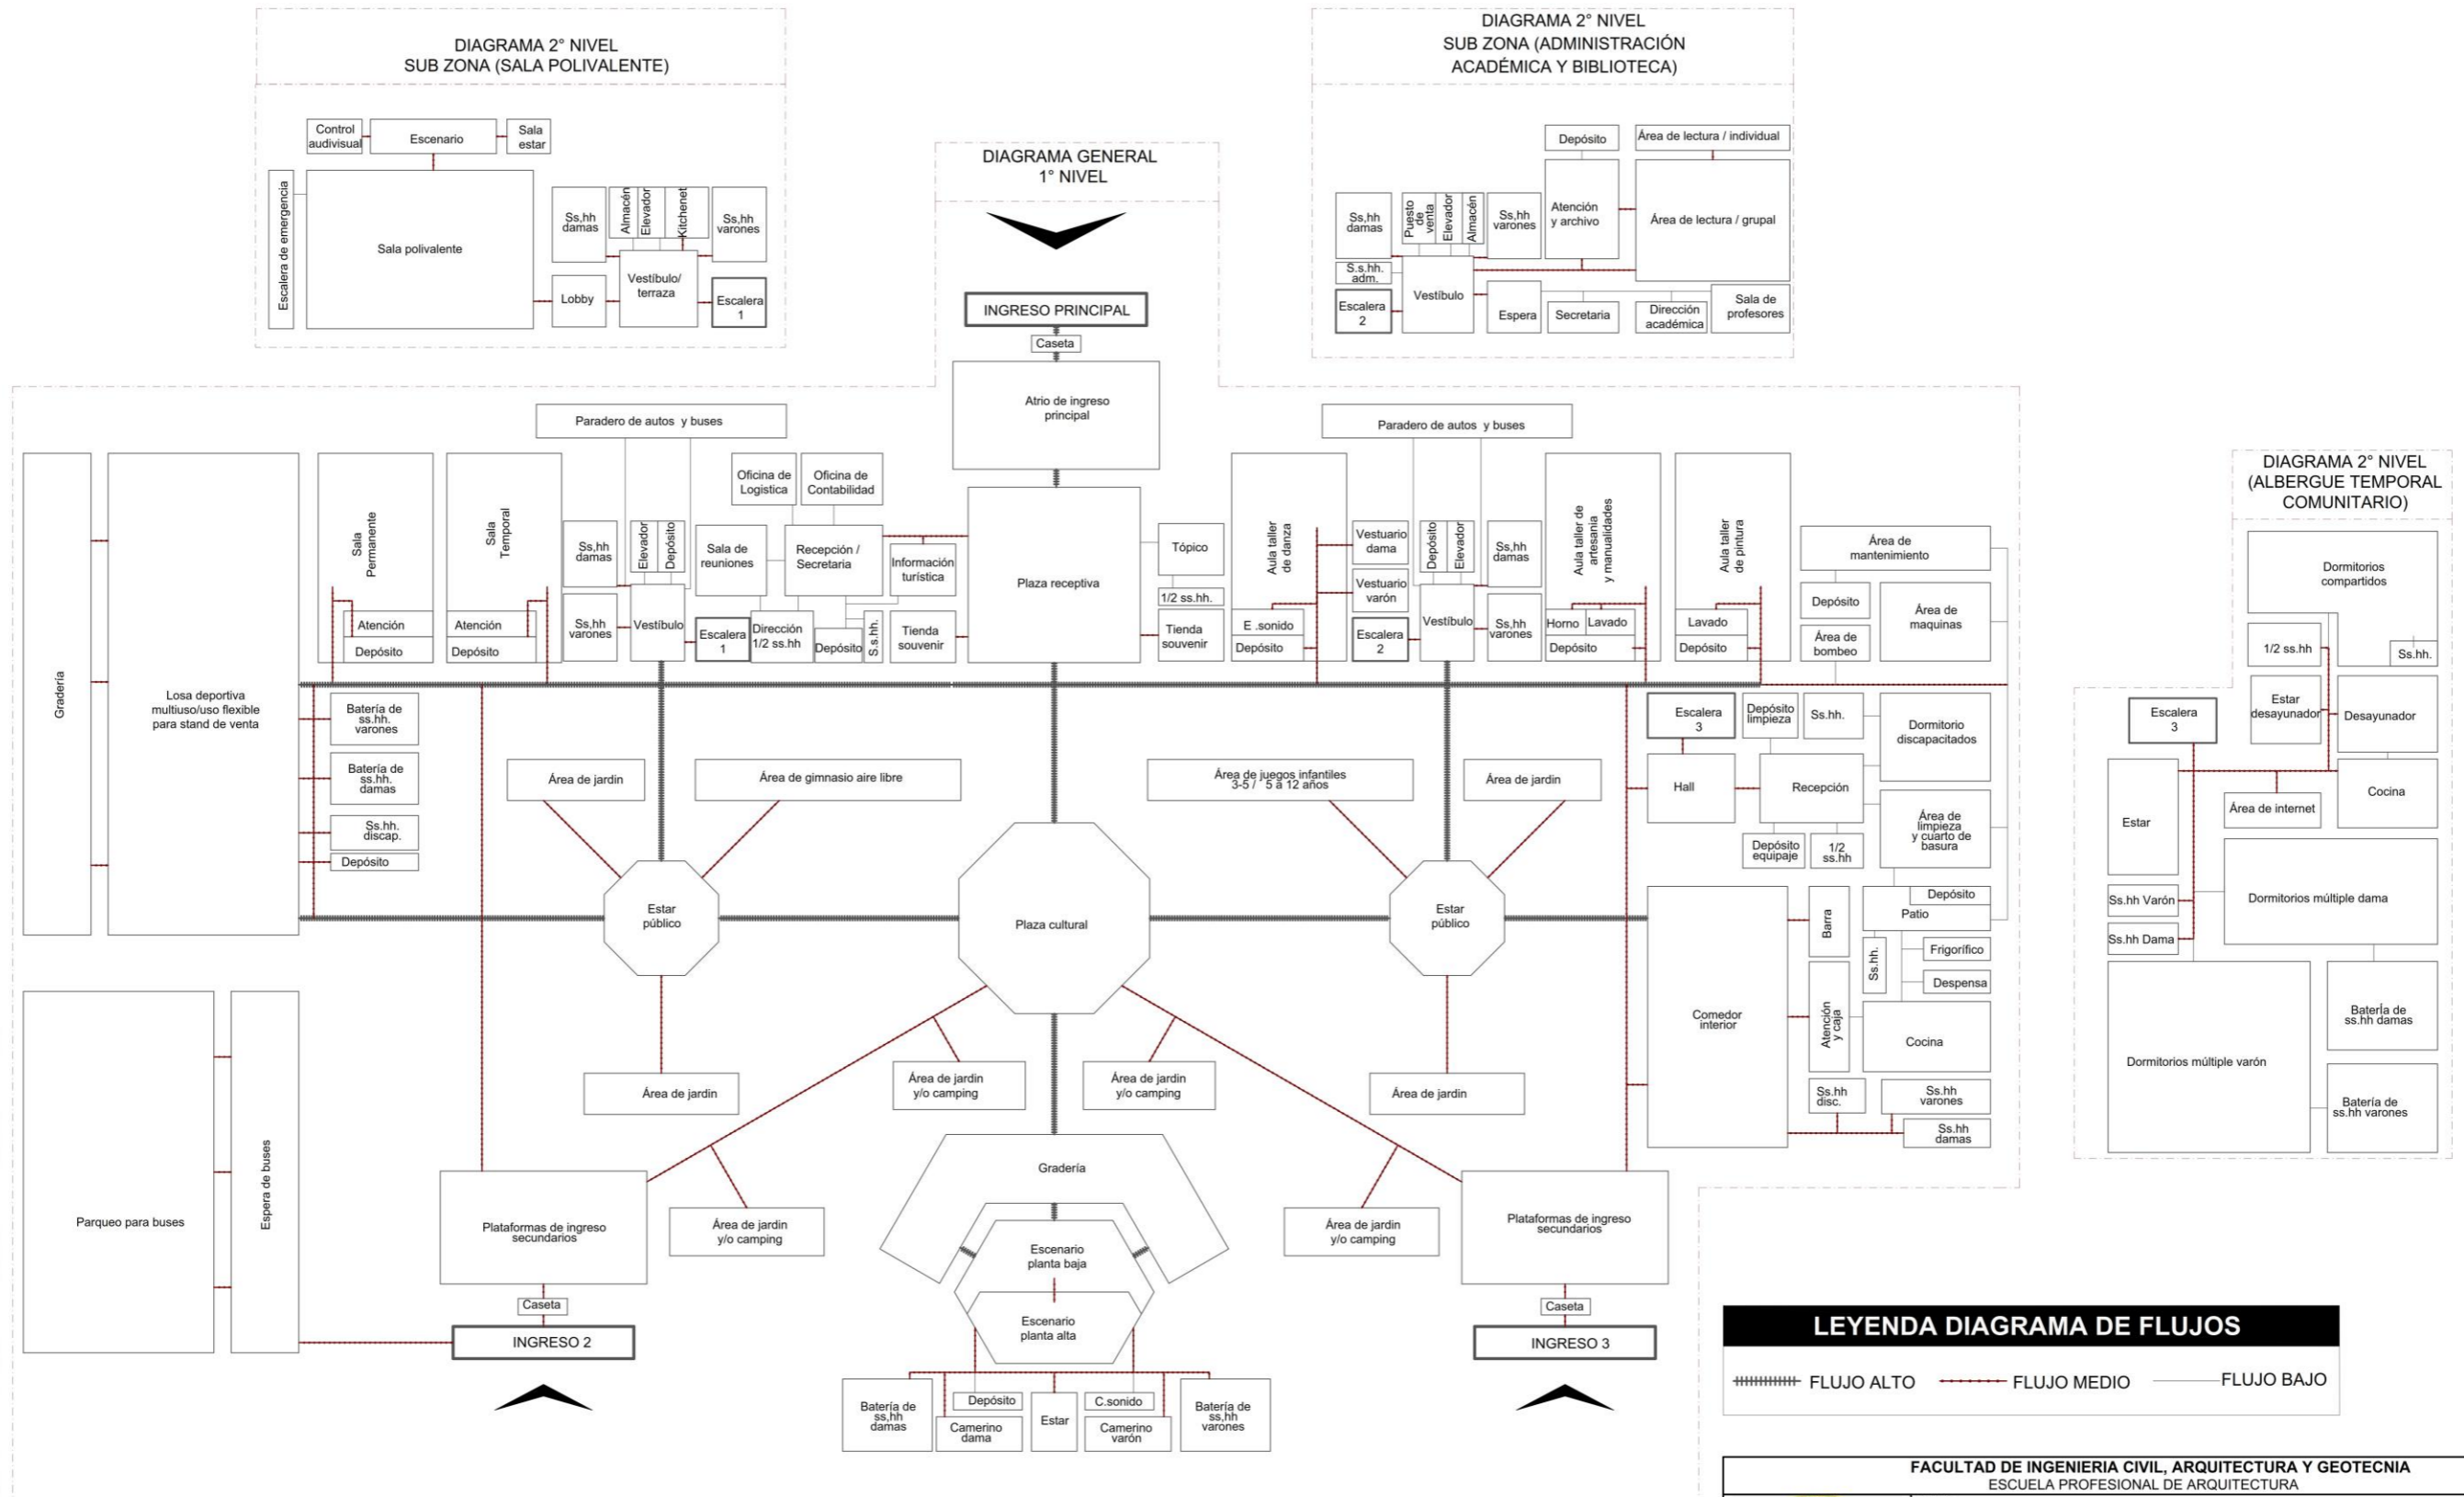 DIAGRAMA 2° NIVEL
SUB ZONA (SALA POLIVALENTE)
Control
audivisual
Escenario
Sala
estar
Escalera de emergencia
Sala polivalente
Ss,hh
damas
Almacén
Elevador
Kitchenet
Ss,hh
varones
Lobby
Vestíbulo/
terraza
Escalera
1
DIAGRAMA 2° NIVEL
SUB ZONA (ADMINISTRACIÓN
ACADÉMICA Y BIBLIOTECA)
Depósito
Área de lectura / individual
Ss,hh
damas
Puesto
de
venta
Elevador
Almacén
Ss,hh
varones
Atención
y archivo
Área de lectura / grupal
S.s.hh.
adm.
Escalera
2
Vestíbulo
Espera
Secretaria
Dirección
académica
Sala de
profesores
DIAGRAMA GENERAL
1° NIVEL
INGRESO PRINCIPAL
Caseta
Atrio de ingreso
principal
Paradero de autos y buses
Paradero de autos y buses
Gradería
Losa deportiva
multiuso/uso flexible
para stand de venta
Sala
Permanente
Atención
Depósito
Sala
Temporal
Atención
Depósito
Ss,hh
damas
Ss,hh
varones
Elevador
Depósito
Vestíbulo
Escalera
1
Oficina de
Logistica
Oficina de
Contabilidad
Sala de
reuniones
Recepción /
Secretaria
Información
turística
Dirección
1/2 ss.hh
Depósito
S.s.hh.
Tienda
souvenir
Plaza receptiva
Tópico
1/2 ss.hh.
Tienda
souvenir
Aula taller
de danza
E .sonido
Depósito
Vestuario
dama
Vestuario
varón
Escalera
2
Depósito
Elevador
Vestíbulo
Ss,hh
damas
Ss,hh
varones
Aula taller de
artesania
y manualidades
Horno
Lavado
Depósito
Aula taller
de pintura
Lavado
Depósito
Área de
mantenimiento
Depósito
Área de
maquinas
Área de
bombeo
Batería de
ss.hh.
varones
Batería de
ss.hh.
damas
Ss.hh.
discap.
Depósito
Área de jardin
Área de gimnasio aire libre
Área de juegos infantiles
3-5 / 5 a 12 años
Área de jardin
Estar
público
Plaza cultural
Estar
público
Escalera
3
Depósito
limpieza
Ss.hh.
Dormitorio
discapacitados
Hall
Recepción
Depósito
equipaje
1/2
ss.hh
Área de
limpieza
y cuarto de
basura
Comedor
interior
Barra
Atención
y caja
Depósito
Patio
Ss.hh.
Frigorífico
Despensa
Cocina
Ss.hh
disc.
Ss.hh
varones
Ss.hh
damas
Parqueo para buses
Espera de buses
Área de jardin
Área de jardin
y/o camping
Área de jardin
y/o camping
Área de jardin
Plataformas de ingreso
secundarios
Área de jardin
y/o camping
Gradería
Escenario
planta baja
Escenario
planta alta
Área de jardin
y/o camping
Plataformas de ingreso
secundarios
Caseta
INGRESO 2
Caseta
INGRESO 3
Batería de
ss,hh
damas
Depósito
Camerino
dama
Estar
C.sonido
Camerino
varón
Batería de
ss,hh
varones
DIAGRAMA 2° NIVEL
(ALBERGUE TEMPORAL
COMUNITARIO)
Dormitorios
compartidos
1/2 ss.hh
Ss.hh.
Escalera
3
Estar
desayunador
Desayunador
Estar
Área de internet
Cocina
Ss.hh Varón
Dormitorios múltiple dama
Ss.hh Dama
Dormitorios múltiple varón
Batería de
ss.hh damas
Batería de
ss.hh varones
LEYENDA DIAGRAMA DE FLUJOS
FLUJO ALTO
FLUJO MEDIO
FLUJO BAJO
FACULTAD DE INGENIERIA CIVIL, ARQUITECTURA Y GEOTECNIA
ESCUELA PROFESIONAL DE ARQUITECTURA